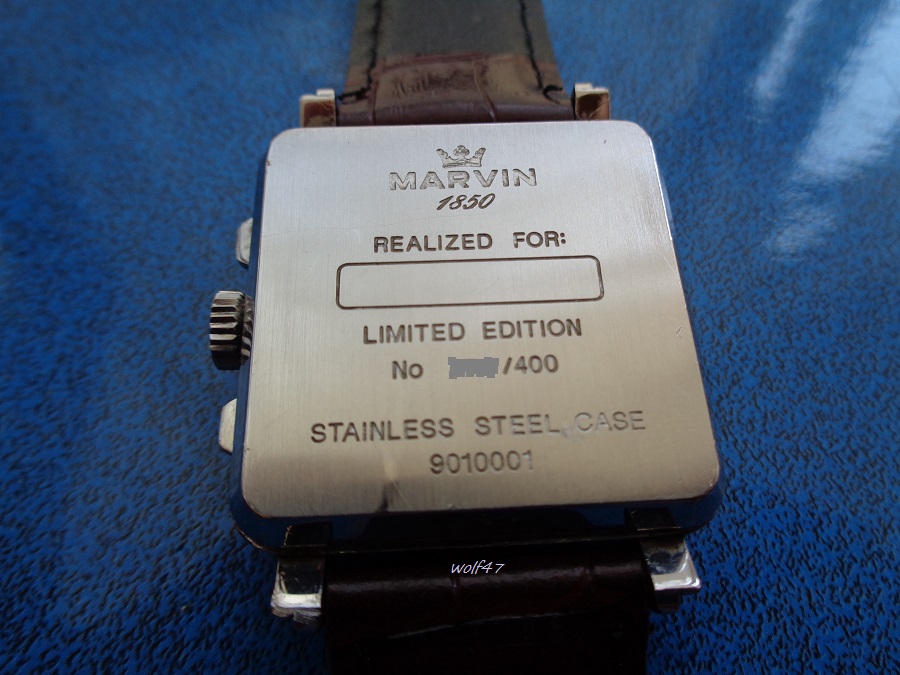 MARVIN
1850
REALIZED FOR:
LIMITED EDITION
No /400
STAINLESS STEEL CASE
9010001
wolf47